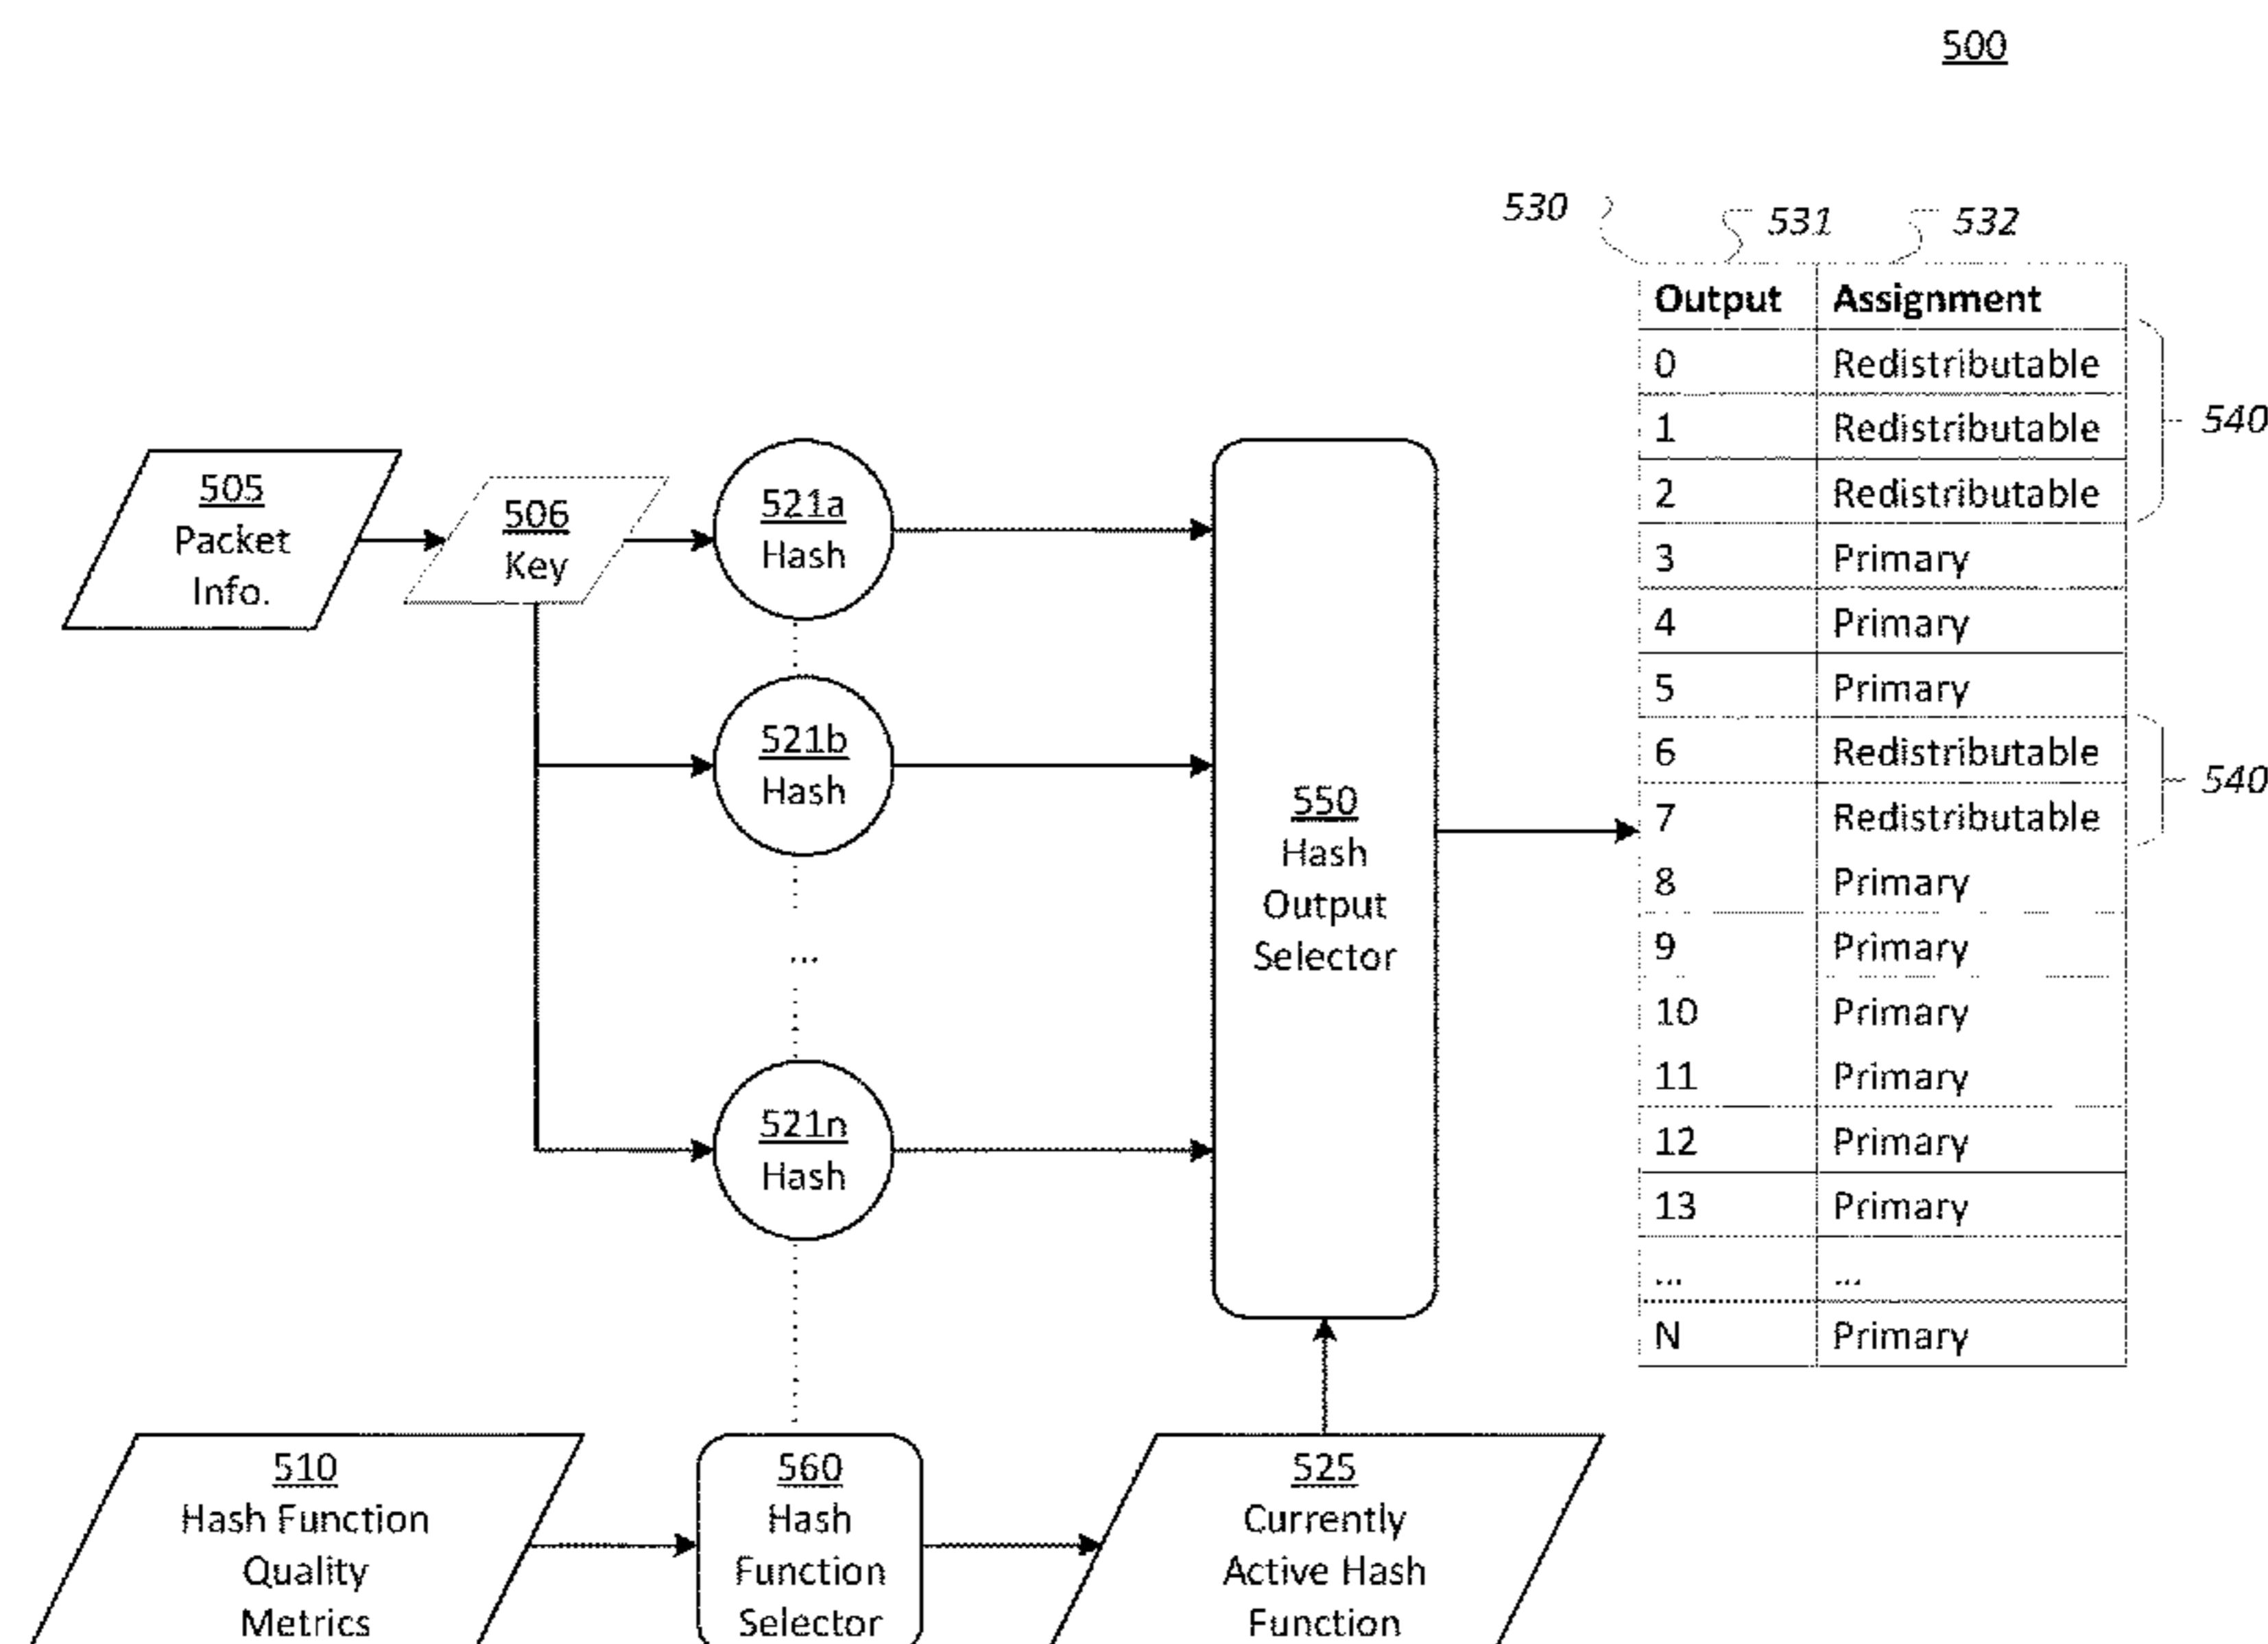 500
530
531
532
Output Assignment
0 Redistributable
1 Redistributable
2 Redistributable
540
3 Primary
4 Primary
5 Primary
6 Redistributable
7 Redistributable
540
8 Primary
9 Primary
10 Primary
11 Primary
12 Primary
13 Primary
... ...
N Primary
505
Packet
Info.
506
Key
521a
Hash
521b
Hash
...
521n
Hash
550
Hash
Output
Selector
510
Hash Function
Quality
Metrics
560
Hash
Function
Selector
525
Currently
Active Hash
Function